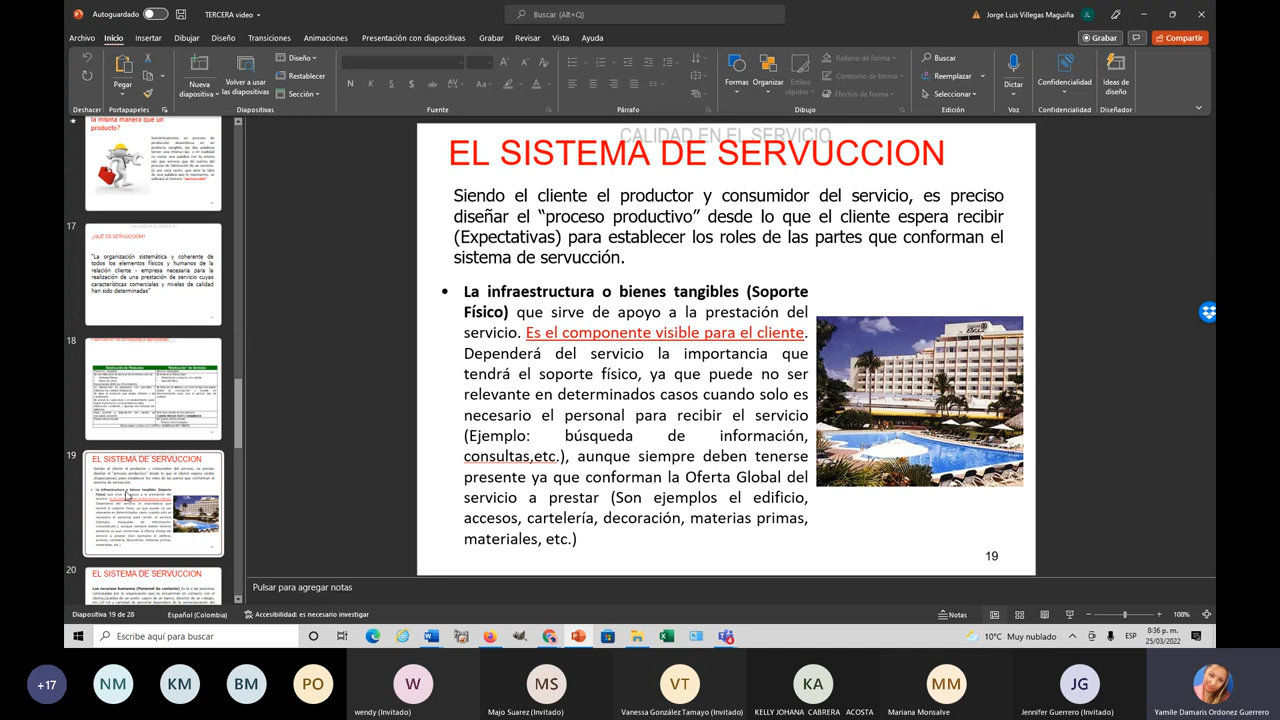 Autoguardado
TERCERA video
Buscar (Alt+Q)
Jorge Luis Villegas Maguiña
JL
Archivo Inicio Insertar Dibujar Diseño Transiciones Animaciones Presentación con diapositivas Grabar Revisar Vista Ayuda
Grabar
Compartir
Pegar
Nueva diapositiva
Volver a usar las diapositivas
Diseño
Restablecer
Sección
Formas
Organizar
Estilos rápidos
Relleno de forma
Contorno de forma
Efectos de forma
Buscar
Reemplazar
Seleccionar
Dictar
Confidencialidad
Ideas de diseño
Deshacer Portapapeles Diapositivas Fuente Párrafo Dibujo Edición Voz Confidencialidad Diseñador
la misma manera que un
producto?
17
¿QUÉ ES SERVUCCIÓN?
"La organización sistemática y coherente de
todos los elementos físicos y humanos de la
relación cliente - empresa necesaria para la
realización de una prestación de servicio cuyas
características comerciales y niveles de calidad
han sido determinadas"
18
19
EL SISTEMA DE SERVUCCION
20
EL SISTEMA DE SERVUCCION
CALIDAD EN EL SERVICIO
EL SISTEMA DE SERVUCCION
Siendo el cliente el productor y consumidor del servicio, es preciso
diseñar el “proceso productivo” desde lo que el cliente espera recibir
(Expectativas) para establecer los roles de las partes que conforman el
sistema de servucción.
• La infraestructura o bienes tangibles (Soporte
Físico) que sirve de apoyo a la prestación del
servicio. Es el componente visible para el cliente.
Dependerá del servicio la importancia que
tendrá el soporte físico, ya que puede no ser
relevante en determinados casos cuando solo es
necesario el personal para recibir el servicio
(Ejemplo: búsqueda de información,
consultas,etc.), aunque siempre deben tenerse
presente ya que conforman la Oferta Global del
servicio a prestar (Son ejemplos el edificio,
accesos, cartelería, decoración, materias primas,
materiales, etc.)
19
Pulsar para agregar notas
Diapositiva 19 de 28
Español (Colombia)
Accesibilidad: es necesario investigar
Notas
108%
Escribe aquí para buscar
10°C Muy nublado
ESP
8:36 p. m.
25/03/2022
+17
NM
KM
BM
PO
W
MS
VT
KA
MM
JG
wendy (Invitado)
Majo Suarez (Invitado)
Vanessa González Tamayo (Invitado)
KELLY JOHANA CABRERA ACOSTA
Mariana Monsalve
Jennifer Guerrero (Invitado)
Yamile Damaris Ordonez Guerrero